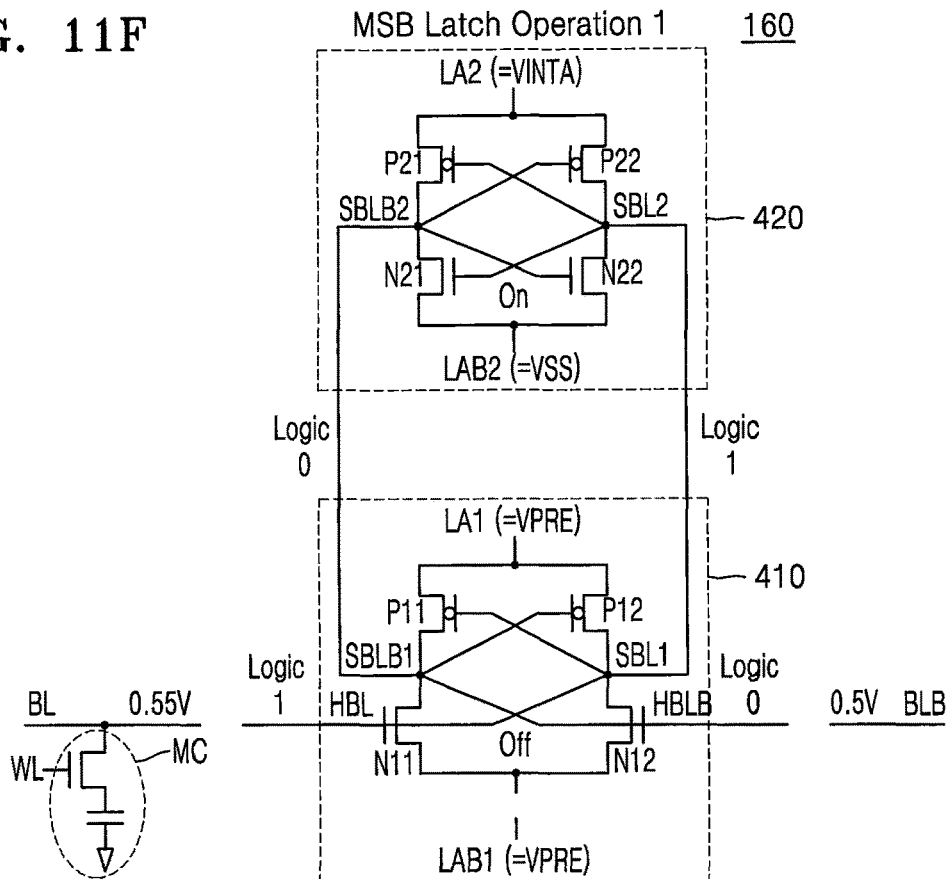 G. 11F
MSB Latch Operation 1
160
LA2 (=VINTA)
P21
P22
SBLB2
SBL2
420
N21
N22
On
LAB2 (=VSS)
Logic
0
Logic
1
LA1 (=VPRE)
410
P11
P12
SBLB1
SBL1
Logic
1
Logic
0
BL
0.55V
HBL
HBLB
0.5V
BLB
MC
WL
N11
Off
N12
LAB1 (=VPRE)